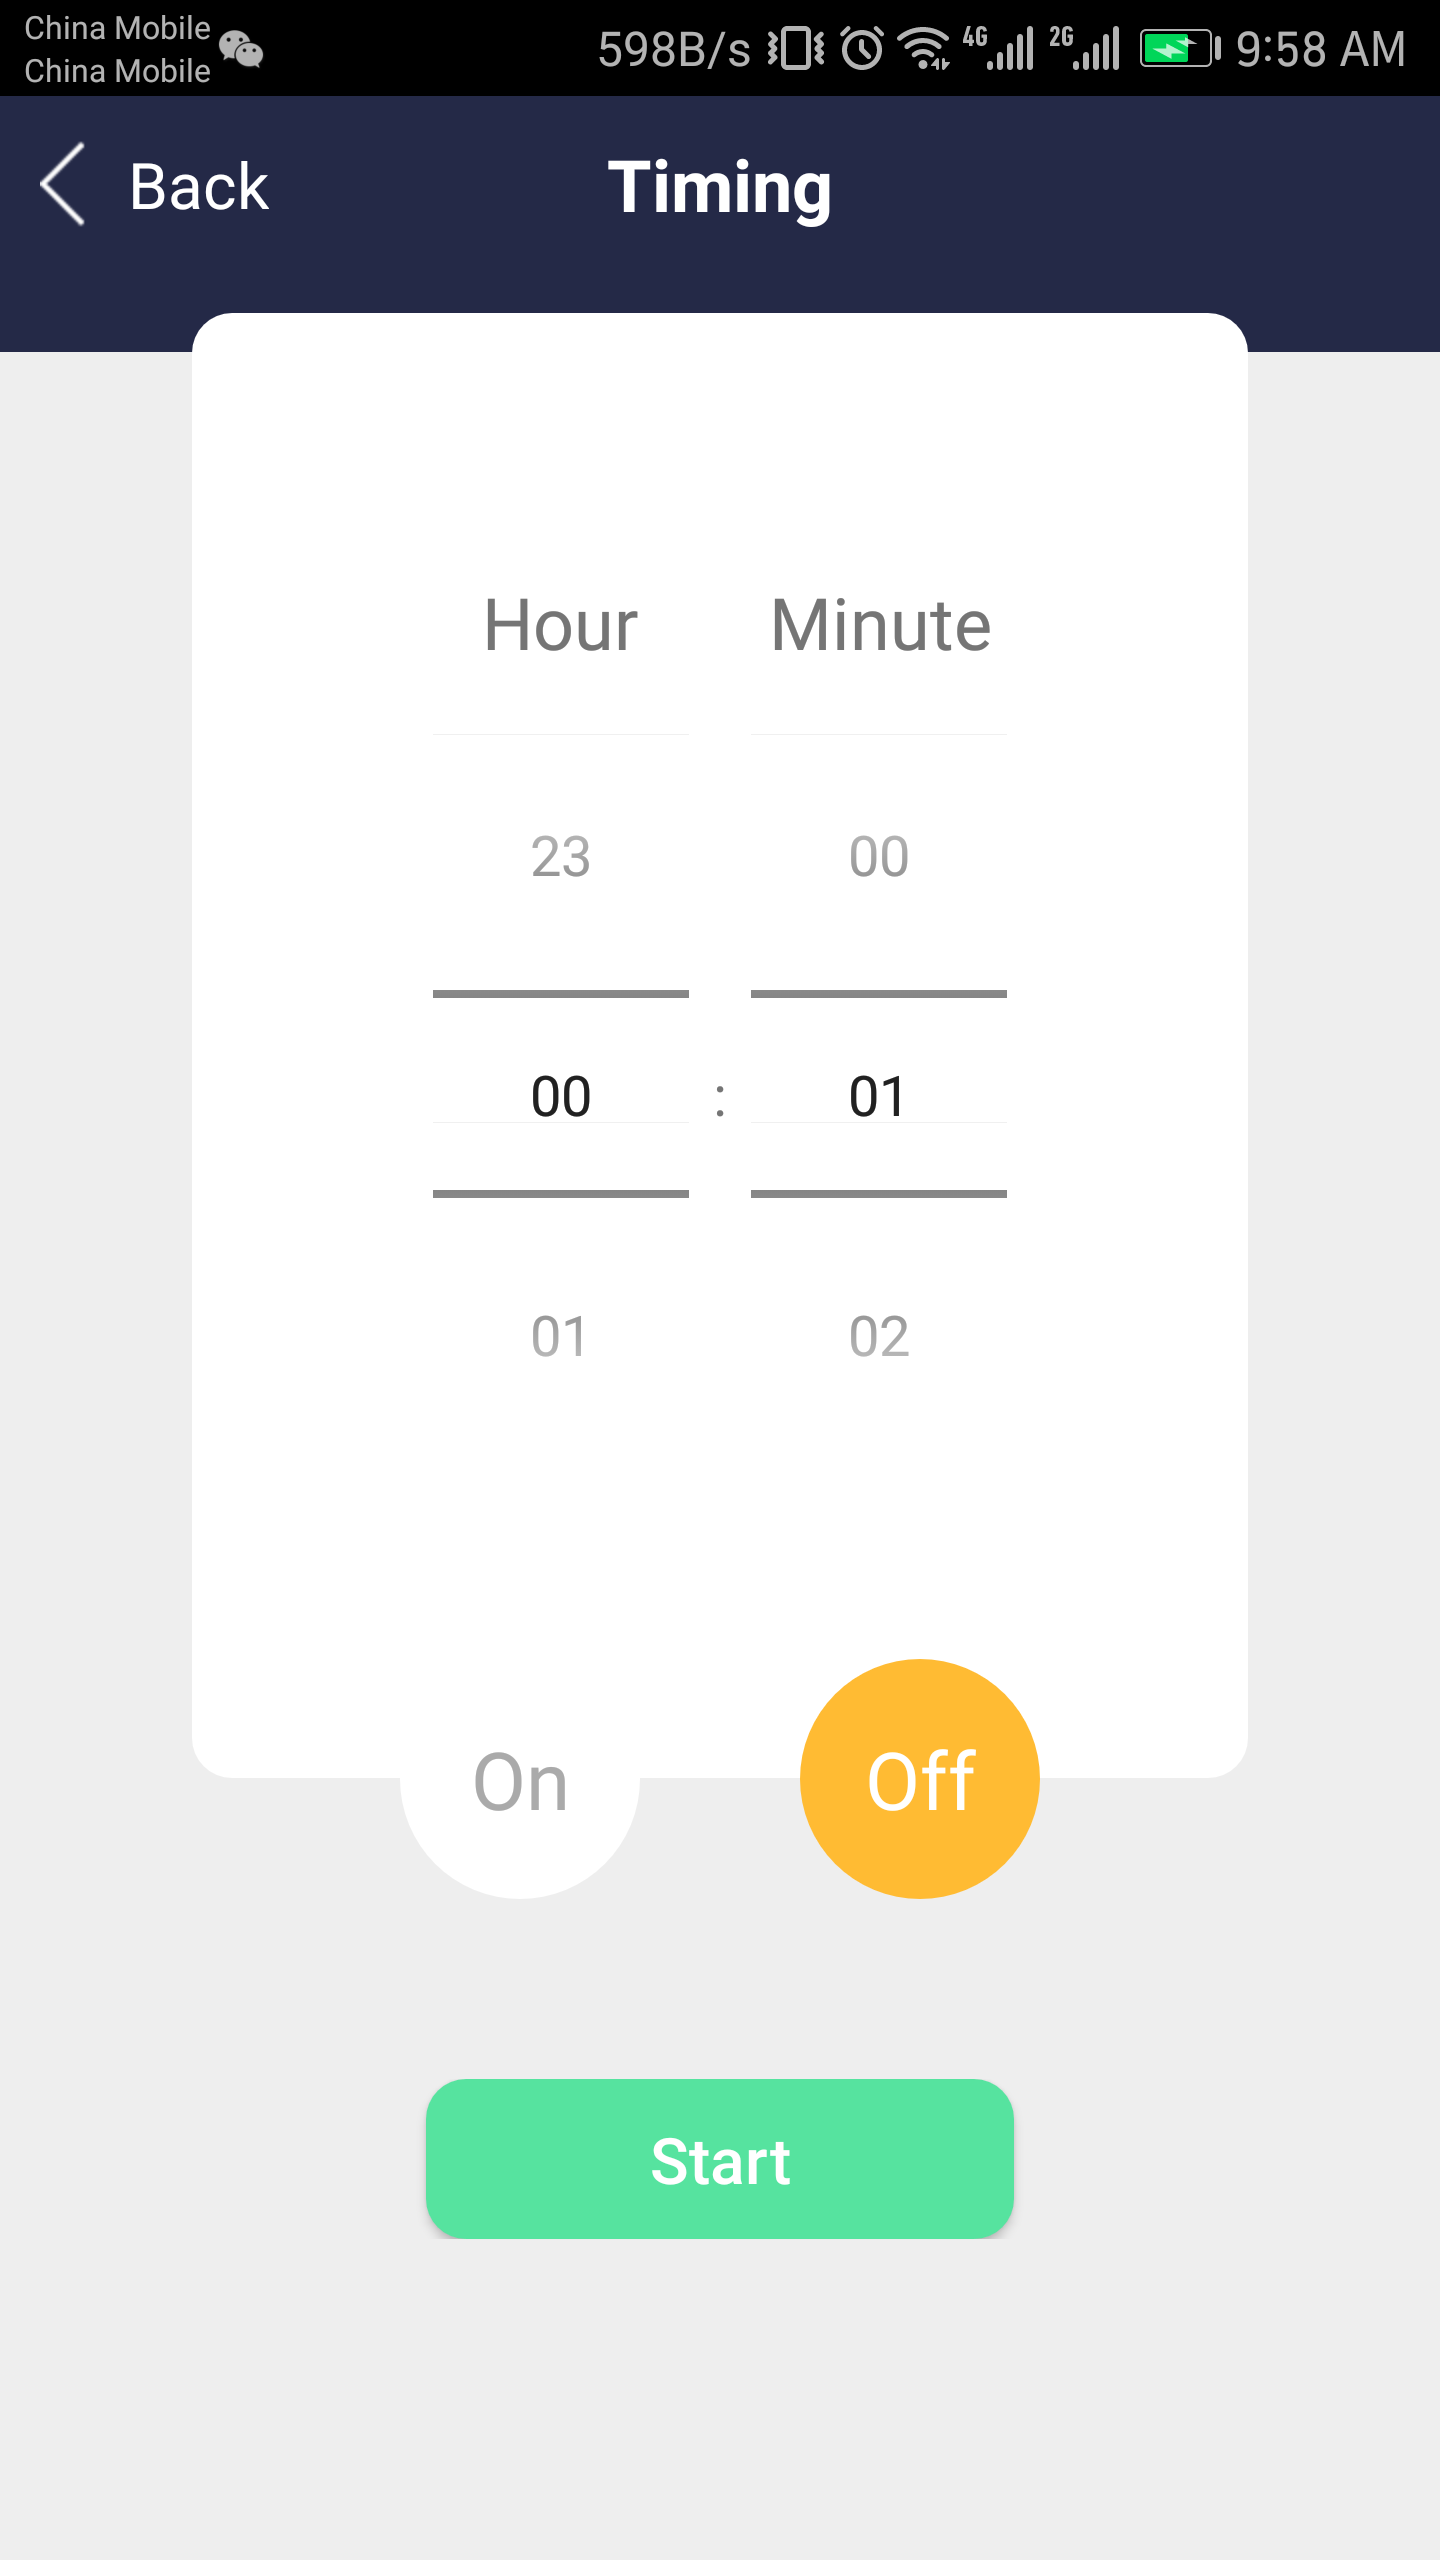 China Mobile
China Mobile
598B/s 4G 2G 9:58 AM
Back Timing
Hour Minute
23 00
00 : 01
01 02
On Off
Start